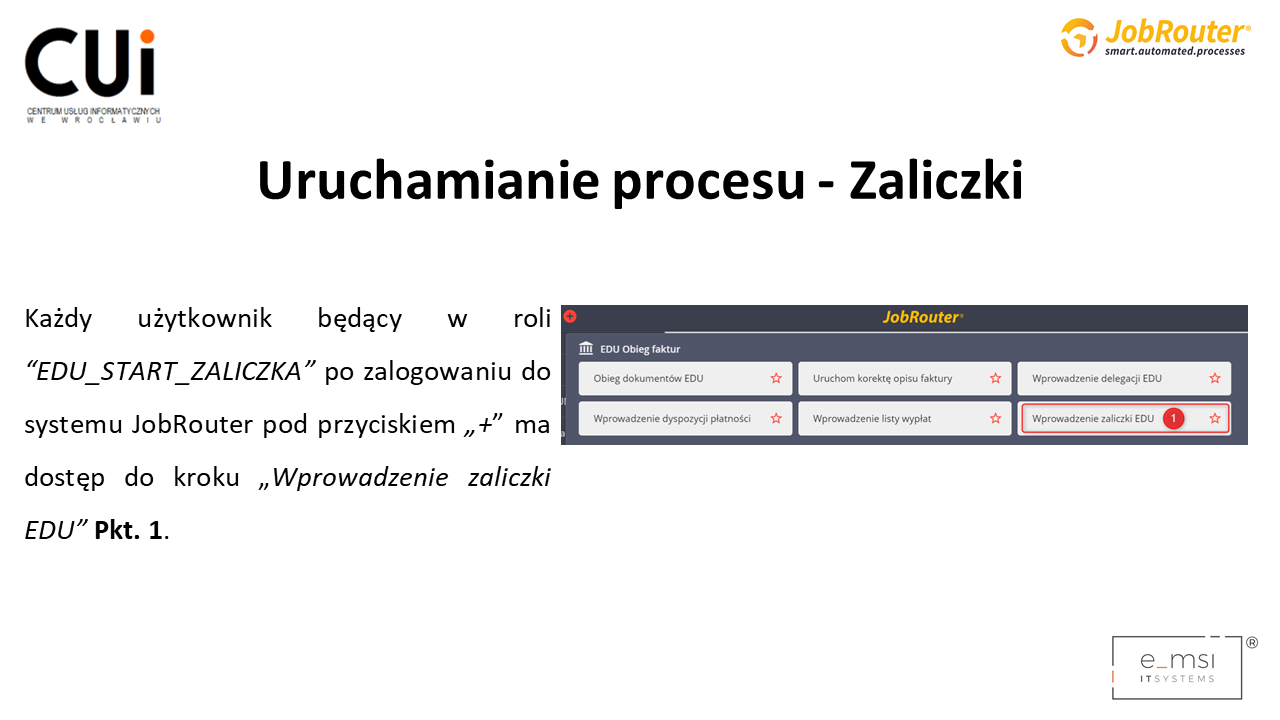 CUi
CENTRUM USŁUG INFORMATYCZNYCH
WE WROCŁAWIU
JobRouter®
smart.automated.processes
Uruchamianie procesu - Zaliczki
Każdy użytkownik będący w roli
“EDU_START_ZALICZKA” po zalogowaniu do
systemu JobRouter pod przyciskiem „+” ma
dostęp do kroku „Wprowadzenie zaliczki
EDU” Pkt. 1.
JobRouter®
EDU Obieg faktur
Obieg dokumentów EDU
Uruchom korektę opisu faktury
Wprowadzenie delegacji EDU
Wprowadzenie dyspozycji płatności
Wprowadzenie listy wypłat
Wprowadzenie zaliczki EDU 1
e_msi ®
ITSYSTEMS